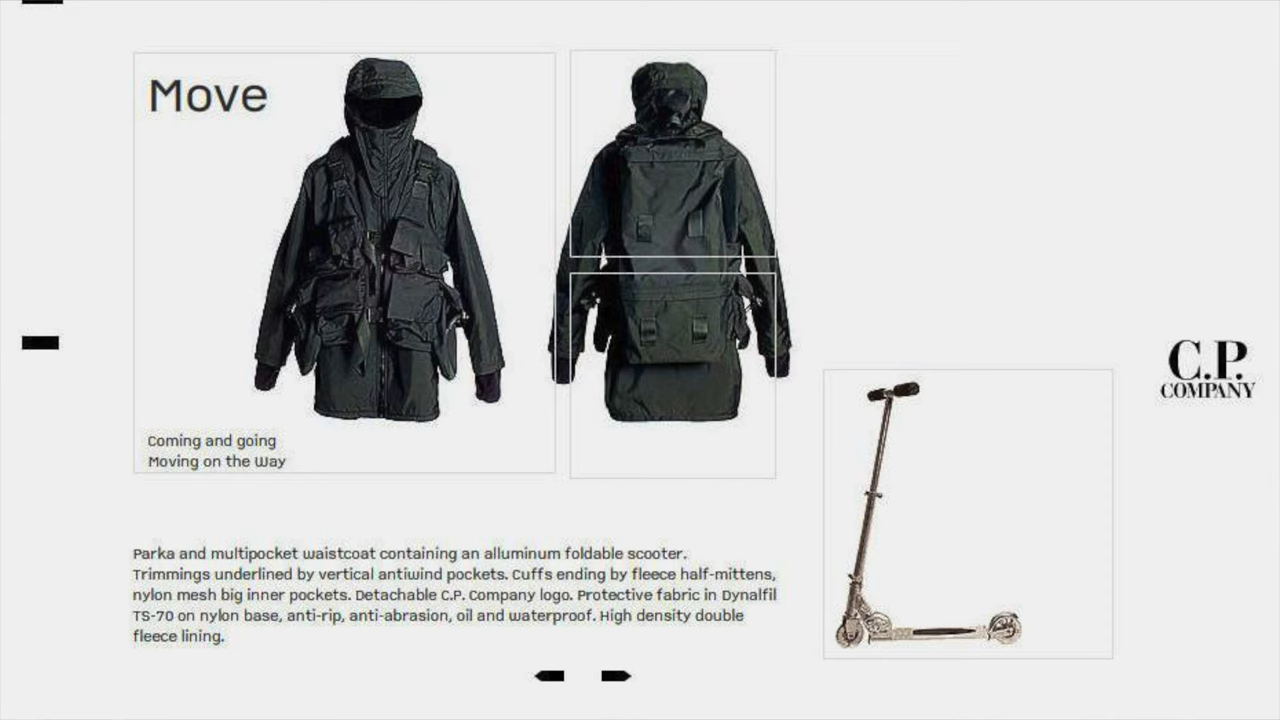 Move
Coming and going
Moving on the Way
Parka and multipocket waistcoat containing an alluminum foldable scooter.
Trimmings underlined by vertical antiwind pockets. Cuffs ending by fleece half-mittens,
nylon mesh big inner pockets. Detachable C.P. Company logo. Protective fabric in Dynalfil
TS-70 on nylon base, anti-rip, anti-abrasion, oil and waterproof. High density double
fleece lining.
C.P.
COMPANY